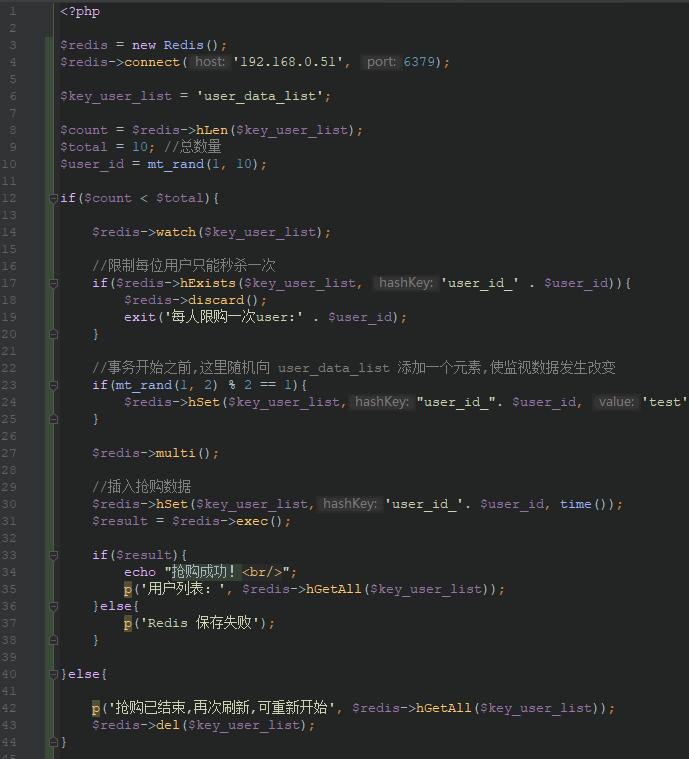 1 <?php
2
3 $redis = new Redis();
4 $redis->connect( host: '192.168.0.51', port: 6379);
5
6 $key_user_list = 'user_data_list';
7
8 $count = $redis->hLen($key_user_list);
9 $total = 10; //总数量
10 $user_id = mt_rand(1, 10);
11
12 if($count < $total){
13
14 $redis->watch($key_user_list);
15
16 //限制每位用户只能秒杀一次
17 if($redis->hExists($key_user_list, hashKey: 'user_id_' . $user_id)){
18 $redis->discard();
19 exit('每人限购一次user:' . $user_id);
20 }
21
22 //事务开始之前,这里随机向 user_data_list 添加一个元素,使监视数据发生改变
23 if(mt_rand(1, 2) % 2 == 1){
24 $redis->hSet($key_user_list, hashKey: "user_id_". $user_id, value: 'test'
25 }
26
27 $redis->multi();
28
29 //插入抢购数据
30 $redis->hSet($key_user_list, hashKey: 'user_id_'. $user_id, time());
31 $result = $redis->exec();
32
33 if($result){
34 echo "抢购成功!<br/>";
35 p('用户列表:', $redis->hGetAll($key_user_list));
36 }else{
37 p('Redis 保存失败');
38 }
39
40 }else{
41
42 p('抢购已结束,再次刷新,可重新开始', $redis->hGetAll($key_user_list));
43 $redis->del($key_user_list);
44 }